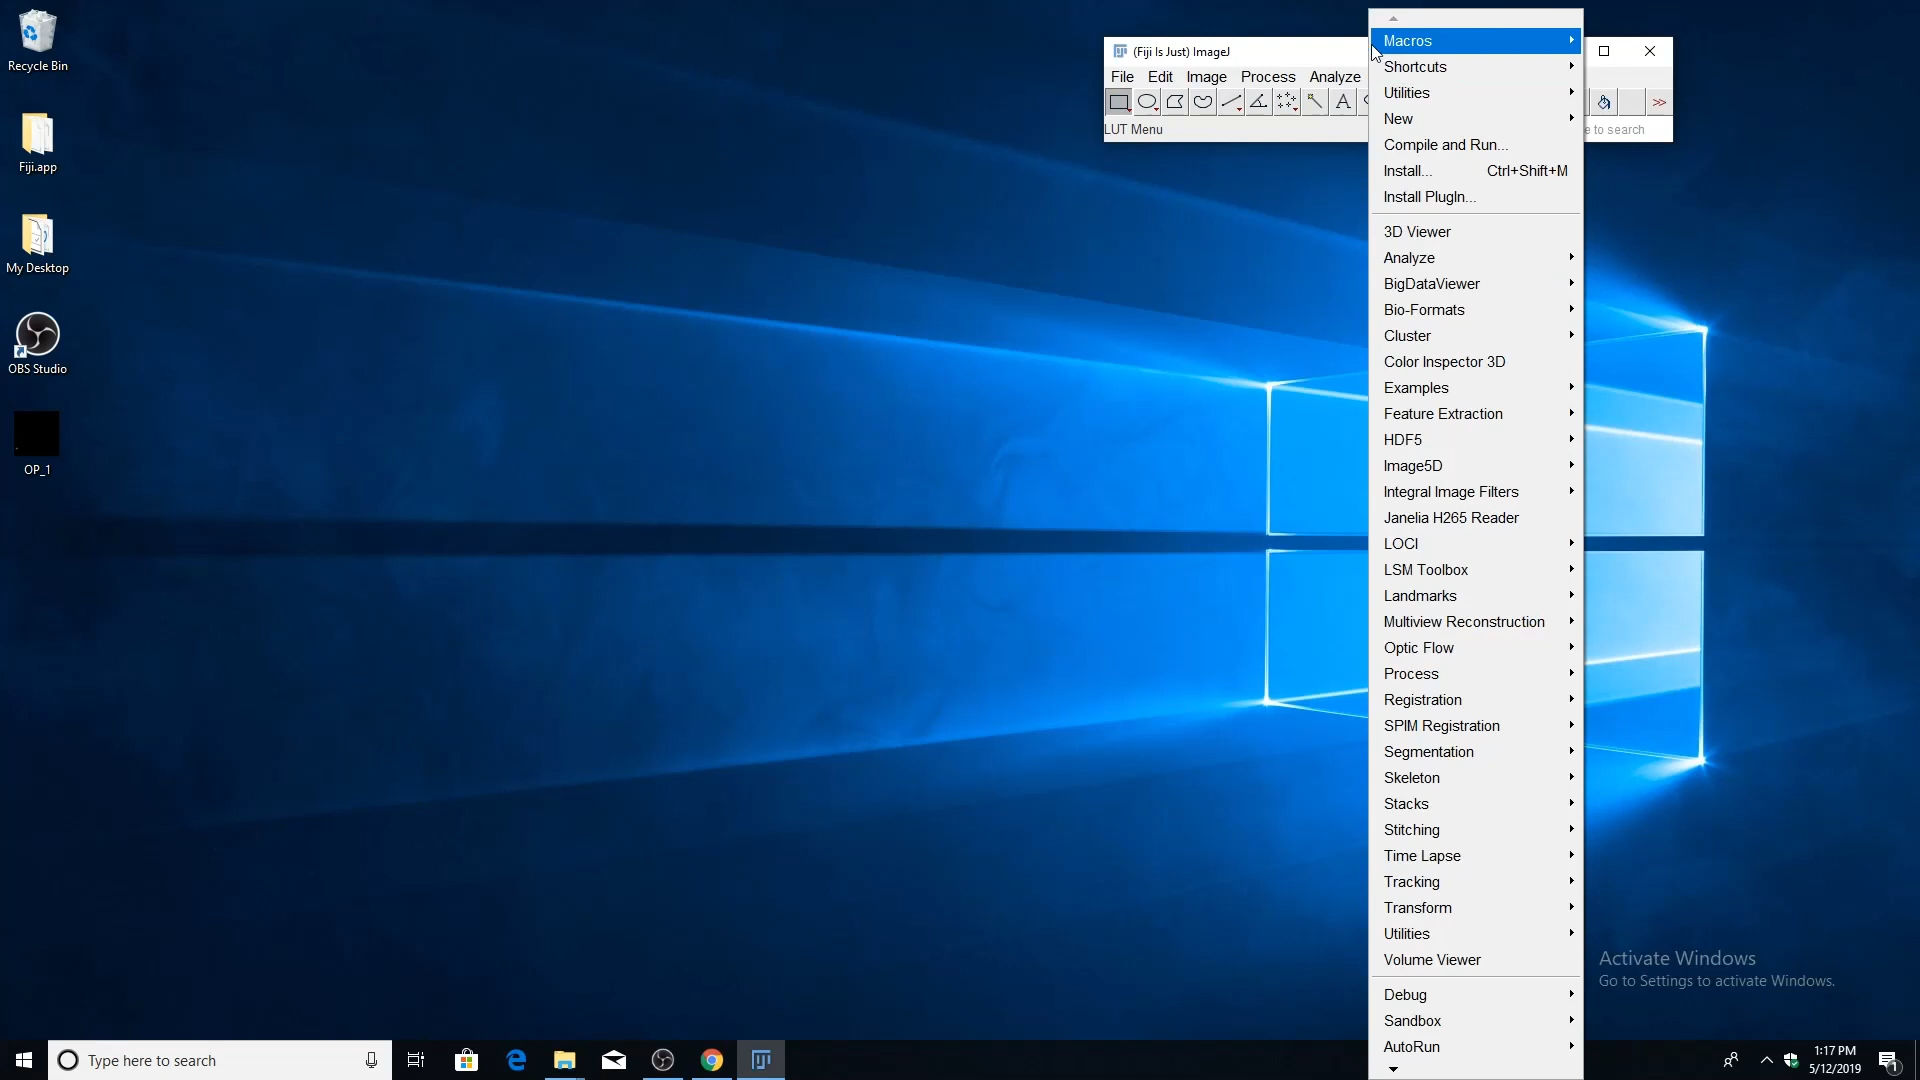 Recycle Bin
Fiji.app
My Desktop
OBS Studio
OP_1
(Fiji Is Just) ImageJ
File Edit Image Process Analyze
A
>>
LUT Menu
e to search
Macros
Shortcuts
Utilities
New
Compile and Run...
Install... Ctrl+Shift+M
Install PlugIn...
3D Viewer
Analyze
BigDataViewer
Bio-Formats
Cluster
Color Inspector 3D
Examples
Feature Extraction
HDF5
Image5D
Integral Image Filters
Janelia H265 Reader
LOCI
LSM Toolbox
Landmarks
Multiview Reconstruction
Optic Flow
Process
Registration
SPIM Registration
Segmentation
Skeleton
Stacks
Stitching
Time Lapse
Tracking
Transform
Utilities
Volume Viewer
Debug
Sandbox
AutoRun
Activate Windows
Go to Settings to activate Windows.
Type here to search
1:17 PM
5/12/2019
1